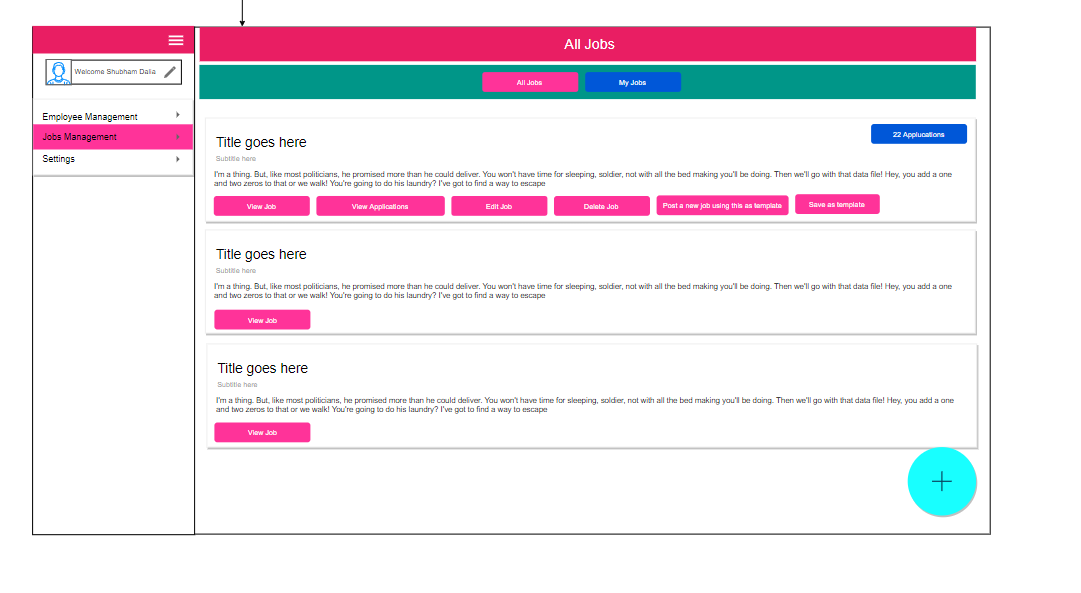 All Jobs
Welcome Shubham Dalia
All Jobs
My Jobs
Employee Management
Jobs Management
Settings
Title goes here
22 Applucations
Subtitle here
I'm a thing. But, like most politicians, he promised more than he could deliver. You won't have time for sleeping, soldier, not with all the bed making you'll be doing. Then we'll go with that data file! Hey, you add a one
and two zeros to that or we walk! You're going to do his laundry? I've got to find a way to escape
View Job
View Applications
Edit Job
Delete Job
Post a new job using this as template
Save as template
Title goes here
Subtitle here
I'm a thing. But, like most politicians, he promised more than he could deliver. You won't have time for sleeping, soldier, not with all the bed making you'll be doing. Then we'll go with that data file! Hey, you add a one
and two zeros to that or we walk! You're going to do his laundry? I've got to find a way to escape
View Job
Title goes here
Subtitle here
I'm a thing. But, like most politicians, he promised more than he could deliver. You won't have time for sleeping, soldier, not with all the bed making you'll be doing. Then we'll go with that data file! Hey, you add a one
and two zeros to that or we walk! You're going to do his laundry? I've got to find a way to escape
View Job